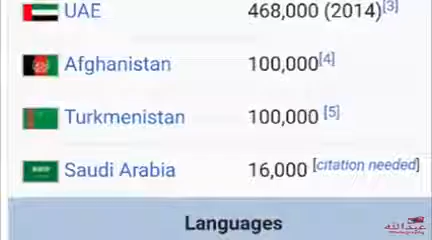 UAE 468,000 (2014)[3]
Afghanistan 100,000[4]
Turkmenistan 100,000 [5]
Saudi Arabia 16,000 [citation needed]
Languages
عبدالله